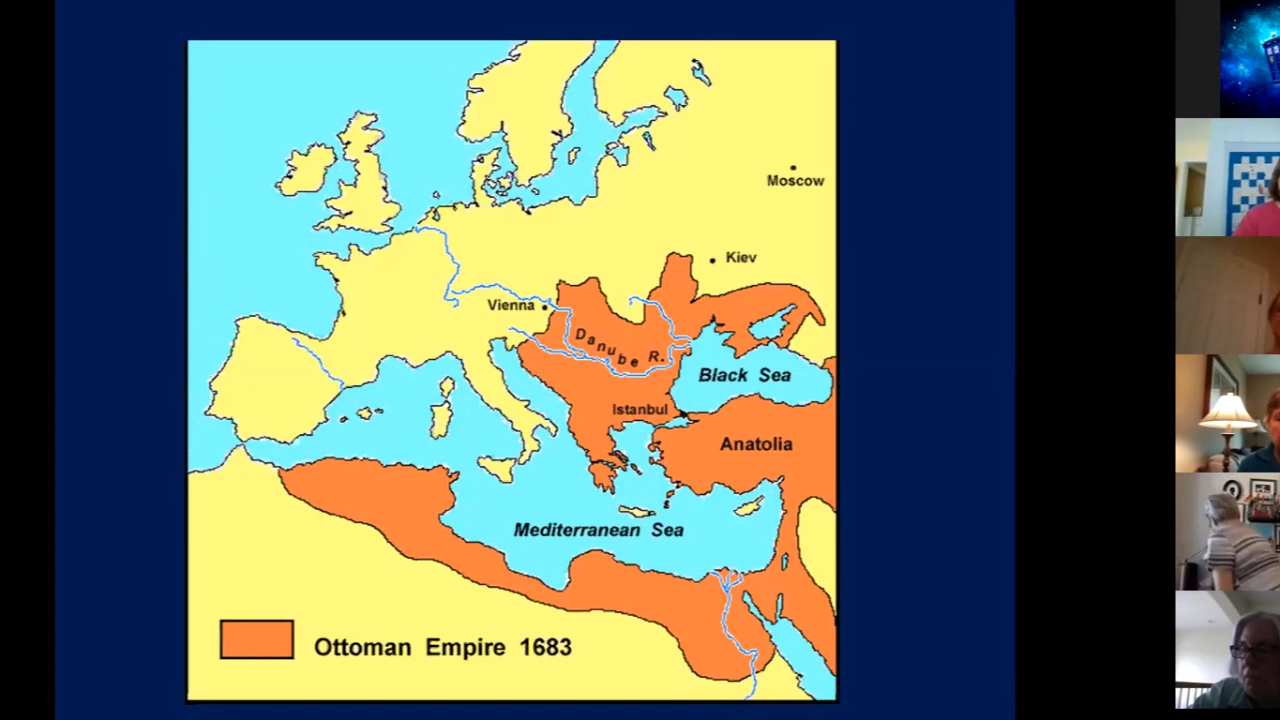 Moscow
Kiev
Vienna
Danube R.
Black Sea
Istanbul
Anatolia
Mediterranean Sea
Ottoman Empire 1683